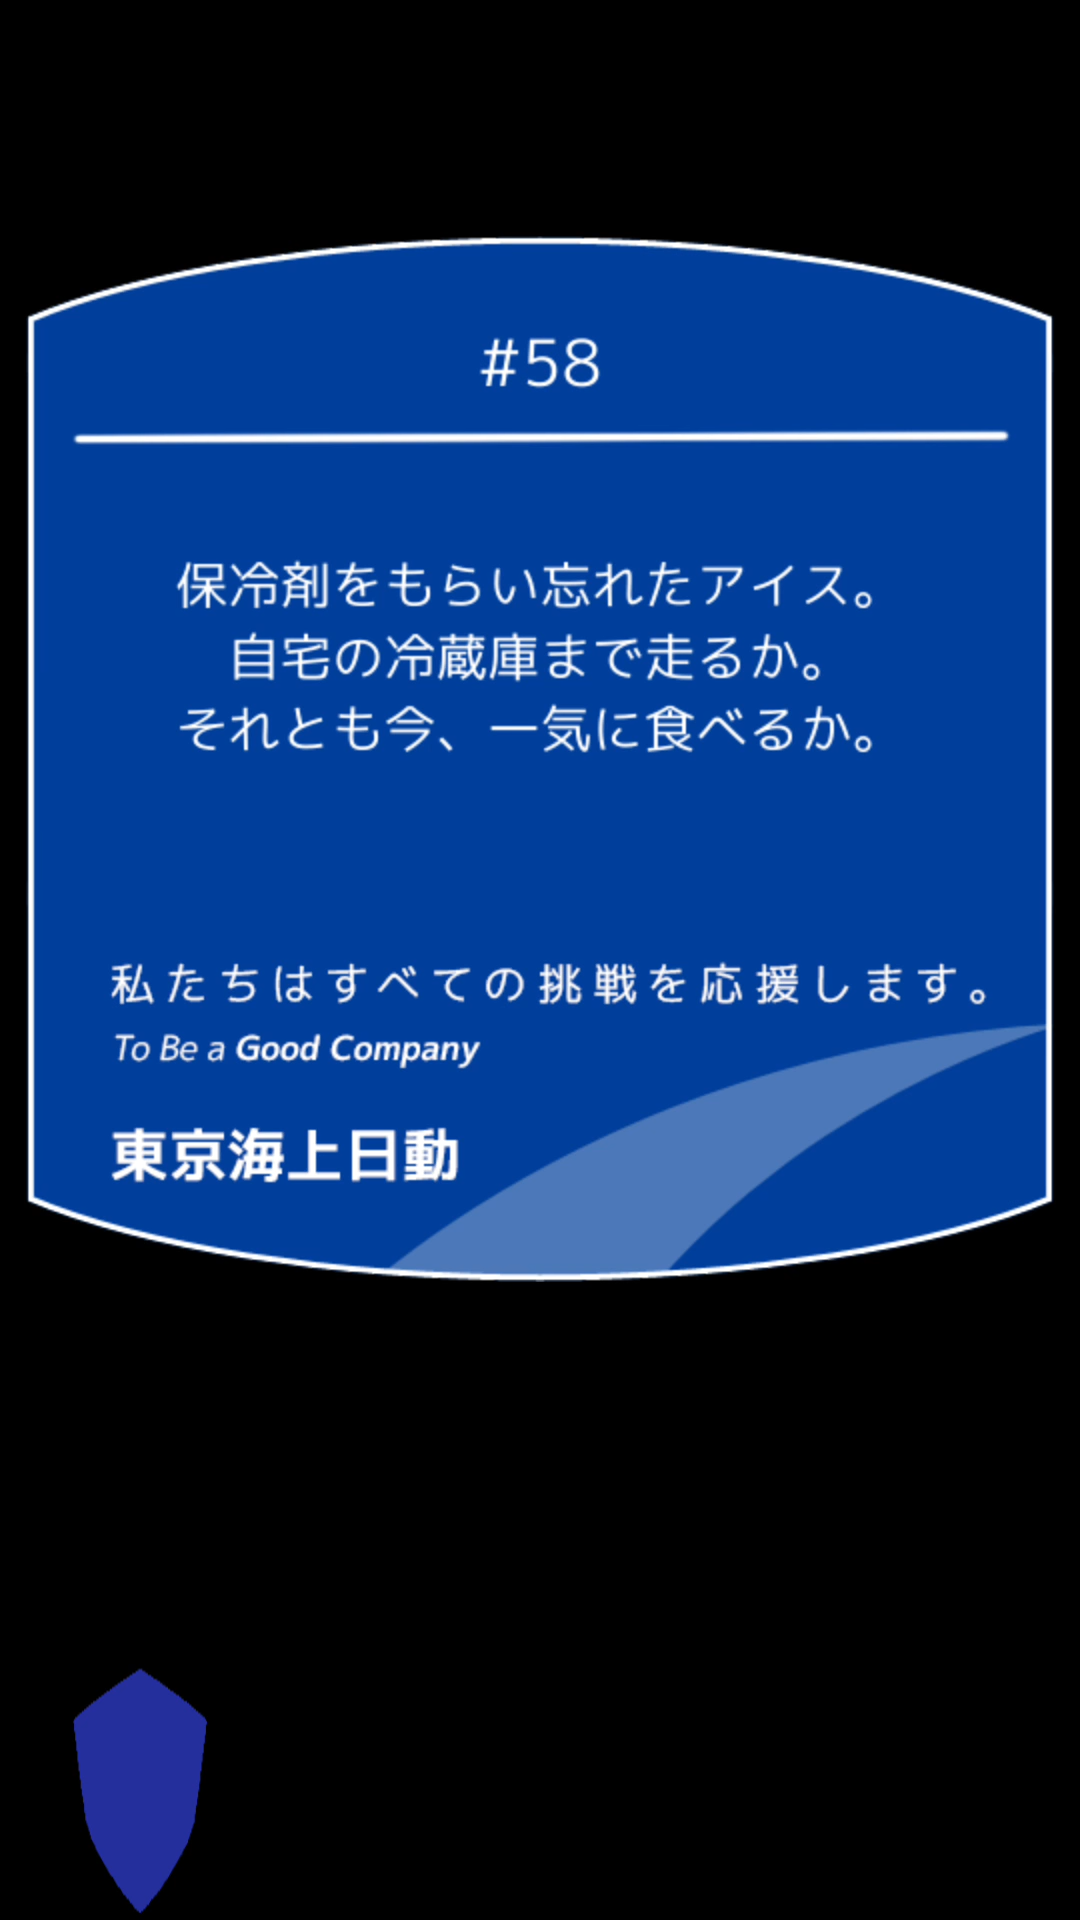 #58
保冷剤をもらい忘れたアイス。
自宅の冷蔵庫まで走るか。
それとも今、一気に食べるか。
私たちはすべての挑戦を応援します。
To Be a Good Company
東京海上日動